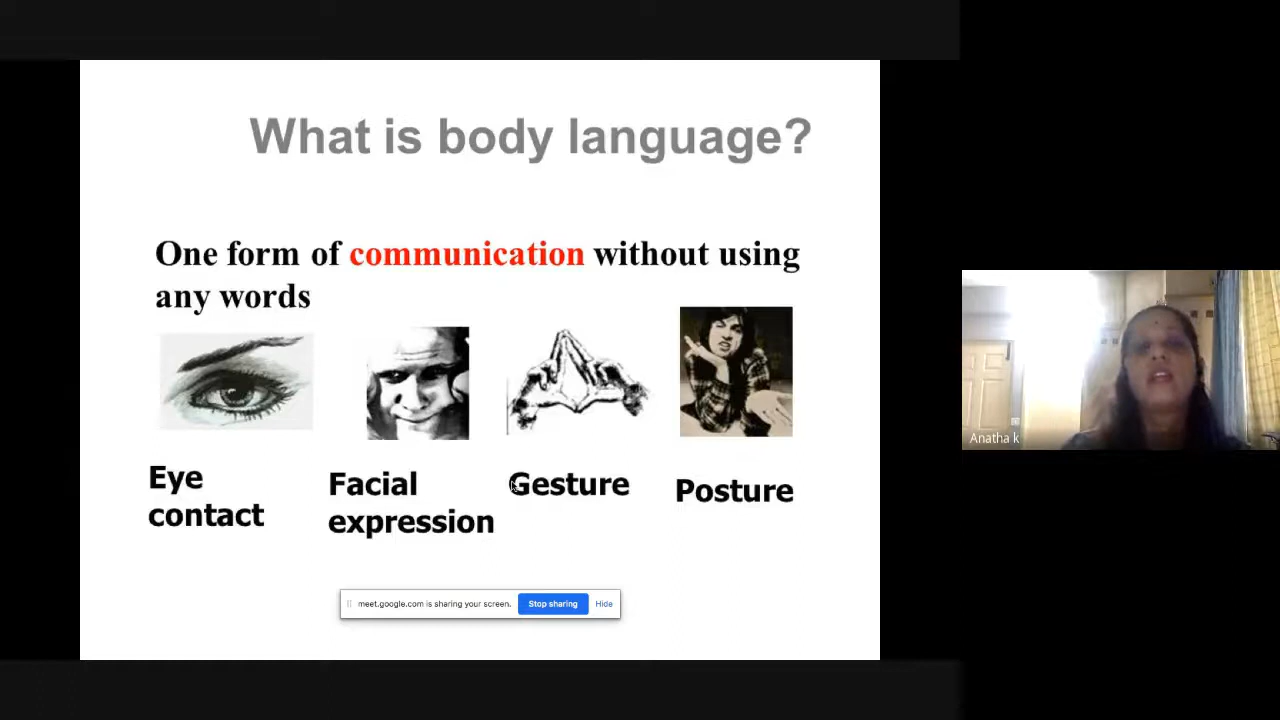 What is body language?
One form of communication without using
any words
Eye
contact
Facial
expression
Gesture
Posture
Anatha k
meet.google.com is sharing your screen.
Stop sharing
Hide